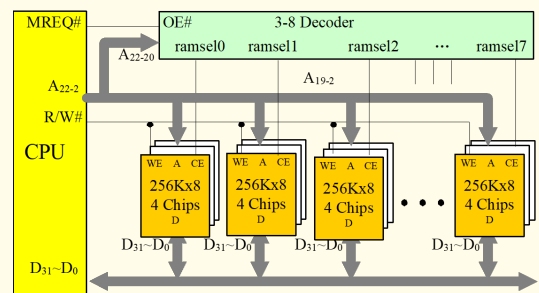 MREQ#
OE#
3-8 Decoder
ramsel0
ramsel1
ramsel2
...
ramsel7
A22-20
A19-2
A22-2
R/W#
CPU
WE A CE
256Kx8
4 Chips
D
WE A CE
256Kx8
4 Chips
D
WE A CE
256Kx8
4 Chips
D
WE A CE
256Kx8
4 Chips
D
D31~D0
D31~D0
D31~D0
D31~D0
D31~D0